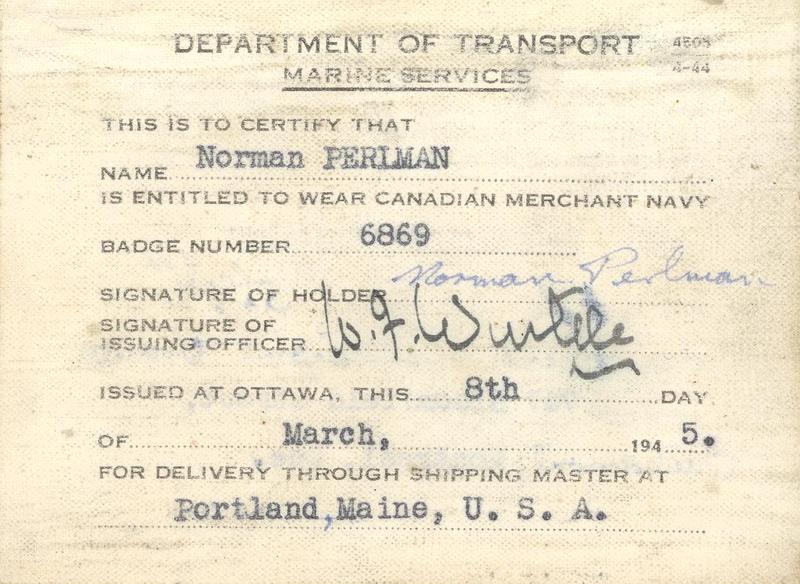 DEPARTMENT OF TRANSPORT 4505
MARINE SERVICES 4-44
THIS IS TO CERTIFY THAT
NAME Norman PERLMAN
IS ENTITLED TO WEAR CANADIAN MERCHANT NAVY
BADGE NUMBER 6869
SIGNATURE OF HOLDER Norman Perlman
SIGNATURE OF
ISSUING OFFICER W. J. Wurtele
ISSUED AT OTTAWA, THIS 8th DAY
OF March, 194 5.
FOR DELIVERY THROUGH SHIPPING MASTER AT
Portland, Maine, U. S. A.